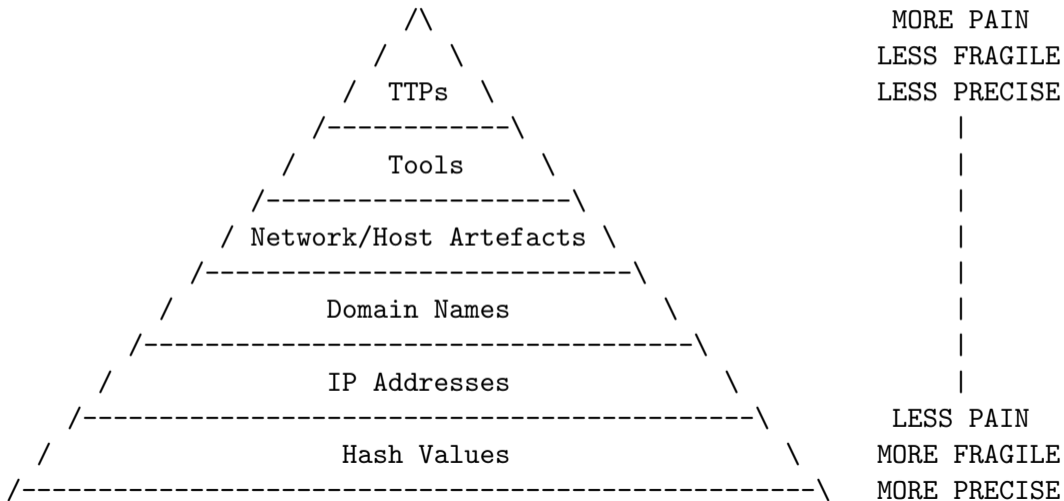 /\ MORE PAIN
/ \ LESS FRAGILE
/ TTPs \ LESS PRECISE
/------------\ |
/ Tools \ |
/--------------------\ |
/ Network/Host Artefacts \ |
/----------------------------\ |
/ Domain Names \ |
/------------------------------------\ |
/ IP Addresses \ |
/--------------------------------------------\ LESS PAIN
/ Hash Values \ MORE FRAGILE
/----------------------------------------------------\ MORE PRECISE